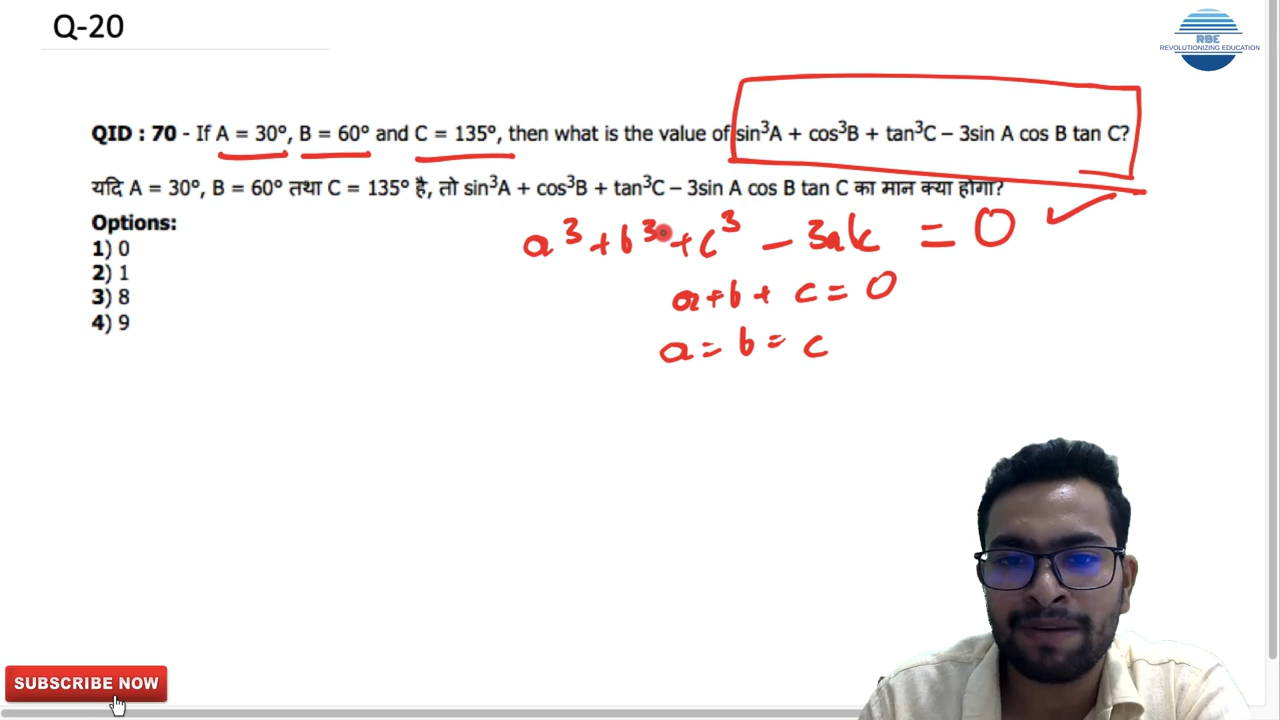 Q-20
RBE
REVOLUTIONIZING EDUCATION
QID : 70 - If A = 30°, B = 60° and C = 135°, then what is the value of sin³A + cos³B + tan³C – 3sin A cos B tan C?
यदि A = 30°, B = 60° तथा C = 135° है, तो sin³A + cos³B + tan³C – 3sin A cos B tan C का मान क्या होगा?
Options:
1) 0
2) 1
3) 8
4) 9
a³ + b³ + c³ – 3abc = 0
a + b + c = 0
a = b = c
SUBSCRIBE NOW